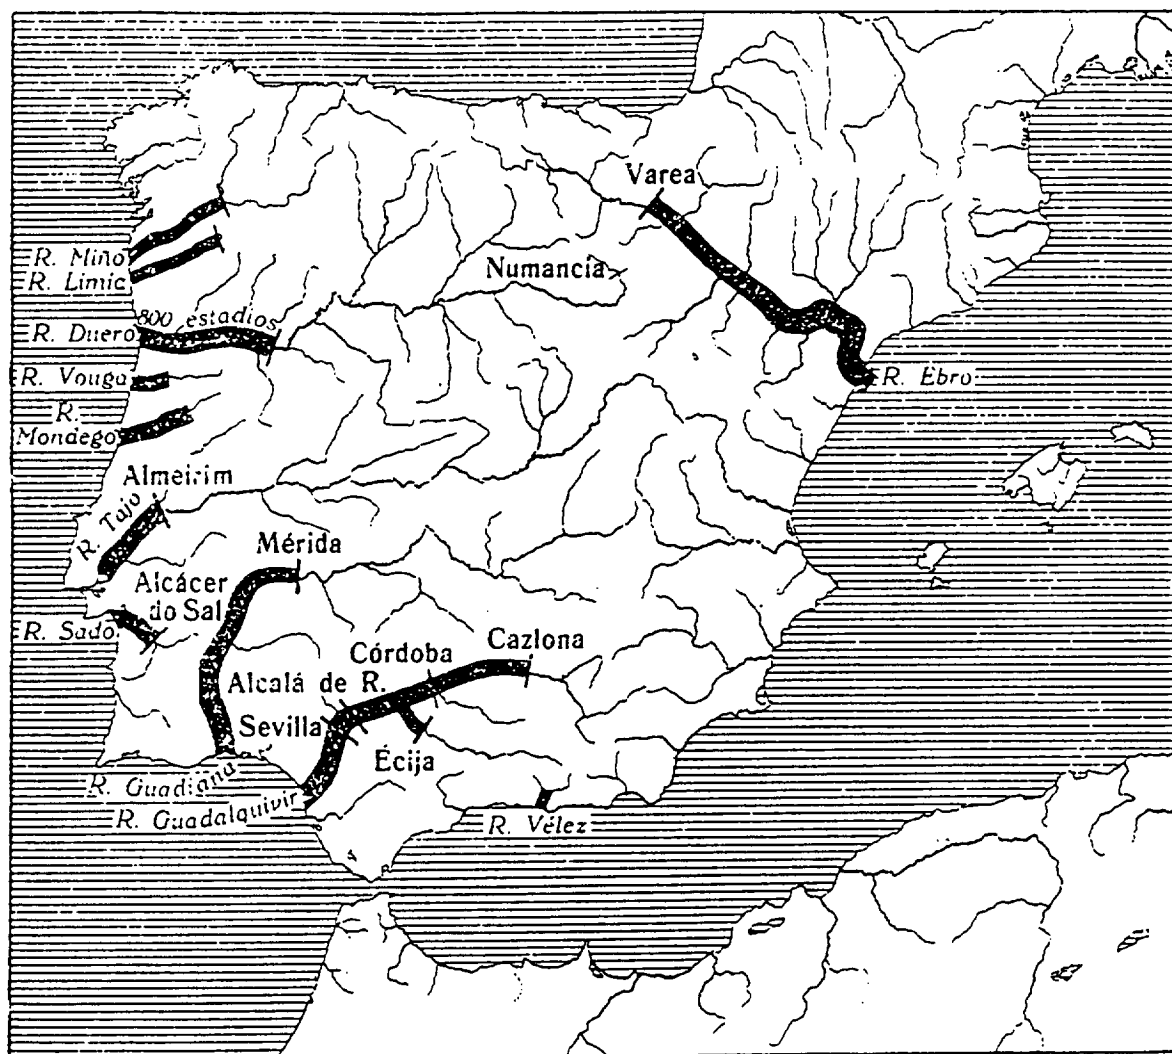 Varea
R. Miño
R. Limia
Numancia
800 estadios
R. Duero
R. Vouga
R. Ebro
R.
Mondego
Almeirim
R. Tajo
Mérida
Alcácer
do Sal
R. Sado
Córdoba
Cazlona
Alcalá de R.
Sevilla
Écija
R. Guadiana
R. Guadalquivir
R. Vélez